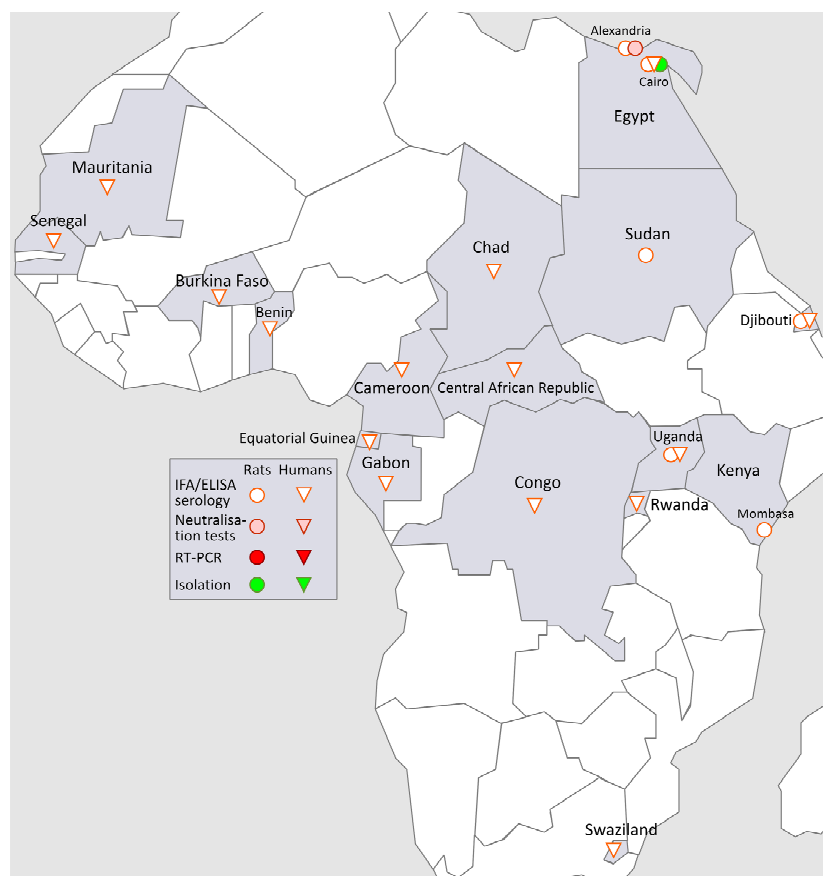 Alexandria
Cairo
Egypt
Mauritania
Senegal
Sudan
Chad
Burkina Faso
Benin
Djibouti
Cameroon
Central African Republic
Equatorial Guinea
Uganda
Gabon
Kenya
Congo
Rwanda
Mombasa
Rats Humans
IFA/ELISA
serology
Neutralisa-
tion tests
RT-PCR
Isolation
Swaziland